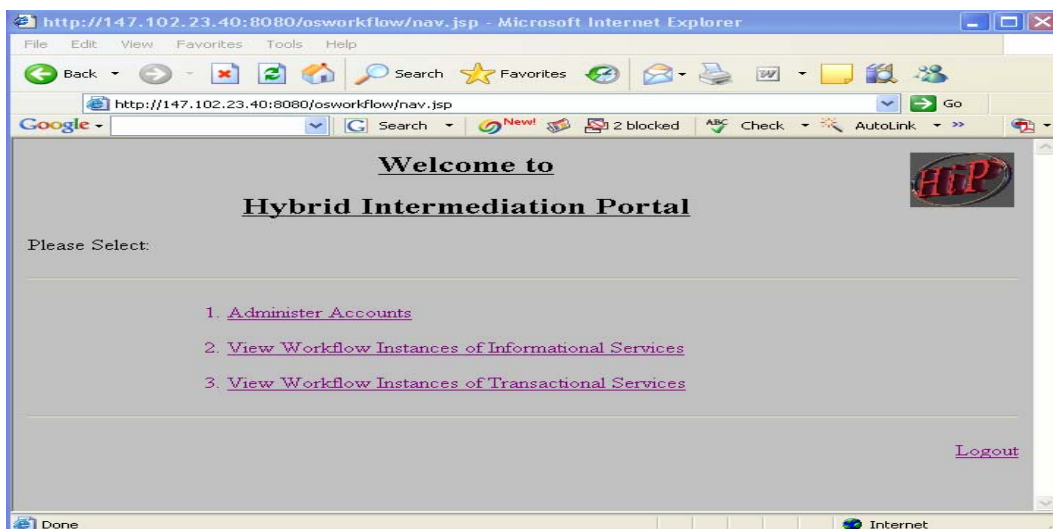 http://147.102.23.40:8080/osworkflow/nav.jsp - Microsoft Internet Explorer
File Edit View Favorites Tools Help
Back Search Favorites
http://147.102.23.40:8080/osworkflow/nav.jsp Go
Google Search New! 2 blocked ABC Check AutoLink »
Welcome to
HiP
Hybrid Intermediation Portal
Please Select:
1. Administer Accounts
2. View Workflow Instances of Informational Services
3. View Workflow Instances of Transactional Services
Logout
Done Internet